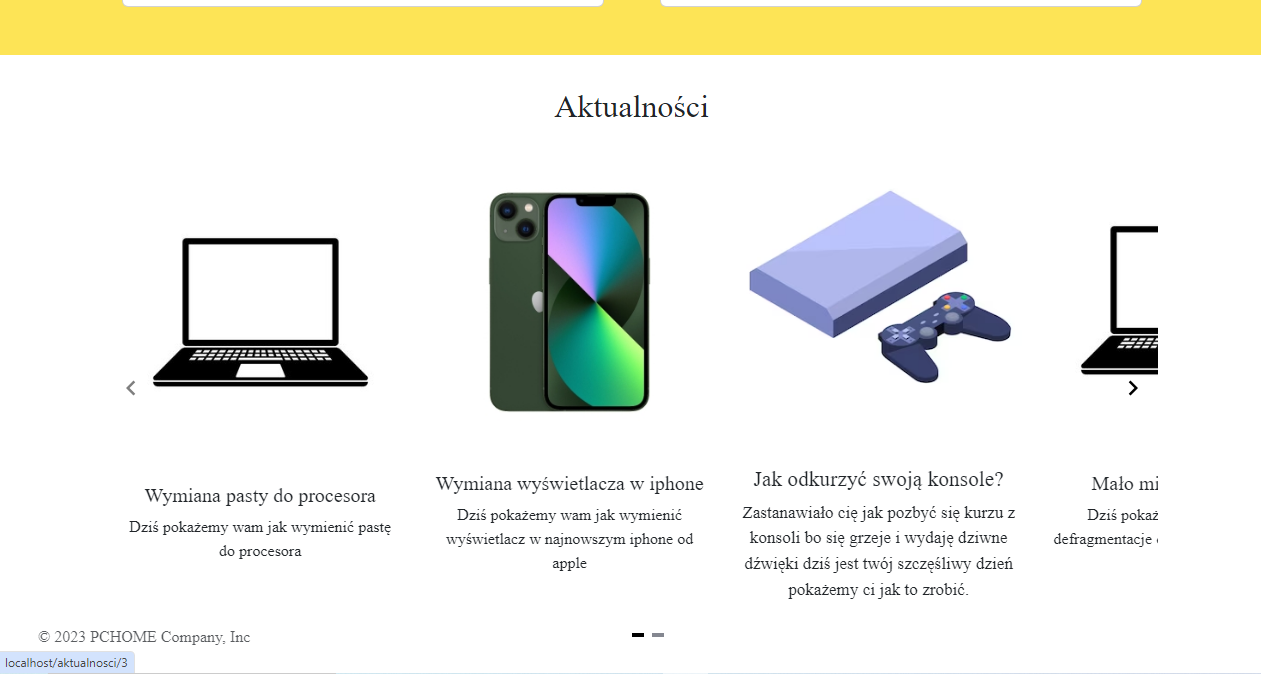 Aktualności
Wymiana pasty do procesora
Dziś pokażemy wam jak wymienić pastę
do procesora
Wymiana wyświetlacza w iphone
Dziś pokażemy wam jak wymienić
wyświetlacz w najnowszym iphone od
apple
Jak odkurzyć swoją konsole?
Zastanawiało cię jak pozbyć się kurzu z
konsoli bo się grzeje i wydaję dziwne
dźwięki dziś jest twój szczęśliwy dzień
pokażemy ci jak to zrobić.
Mało mi
Dziś pokaż
defragmentacje
© 2023 PCHOME Company, Inc
localhost/aktualnosci/3